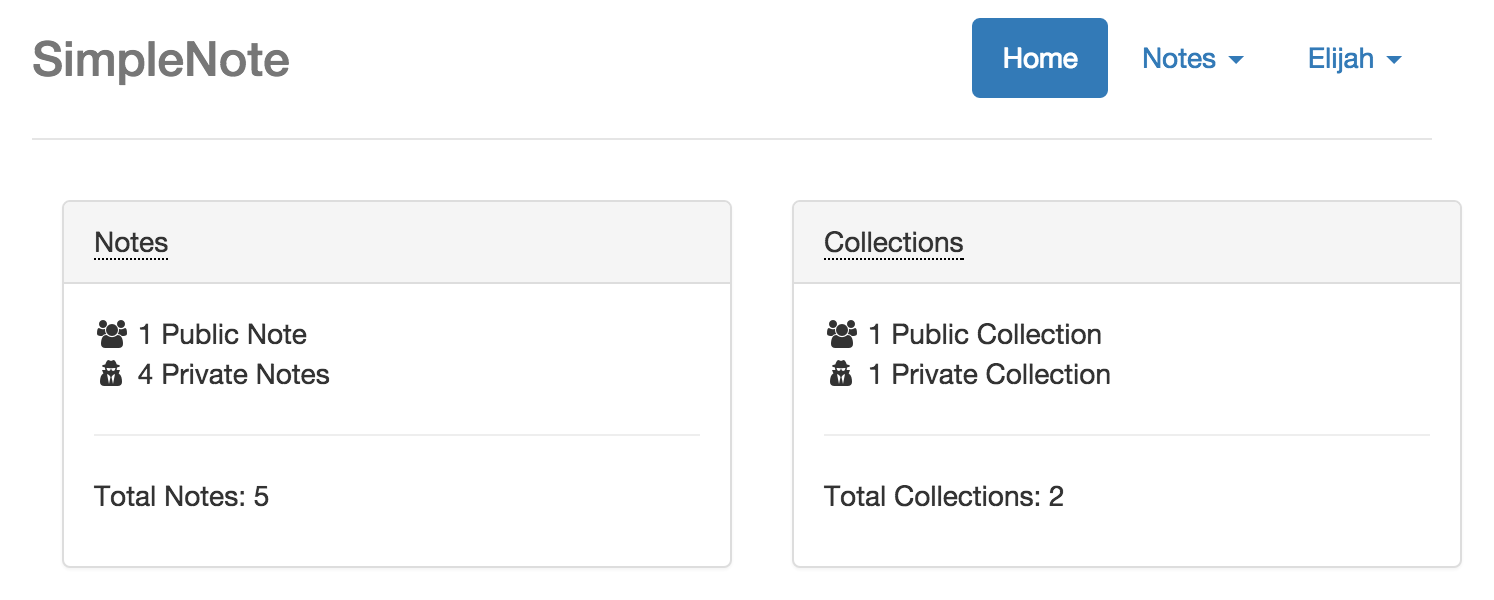 SimpleNote
Home Notes Elijah
Notes
1 Public Note
4 Private Notes
Total Notes: 5
Collections
1 Public Collection
1 Private Collection
Total Collections: 2